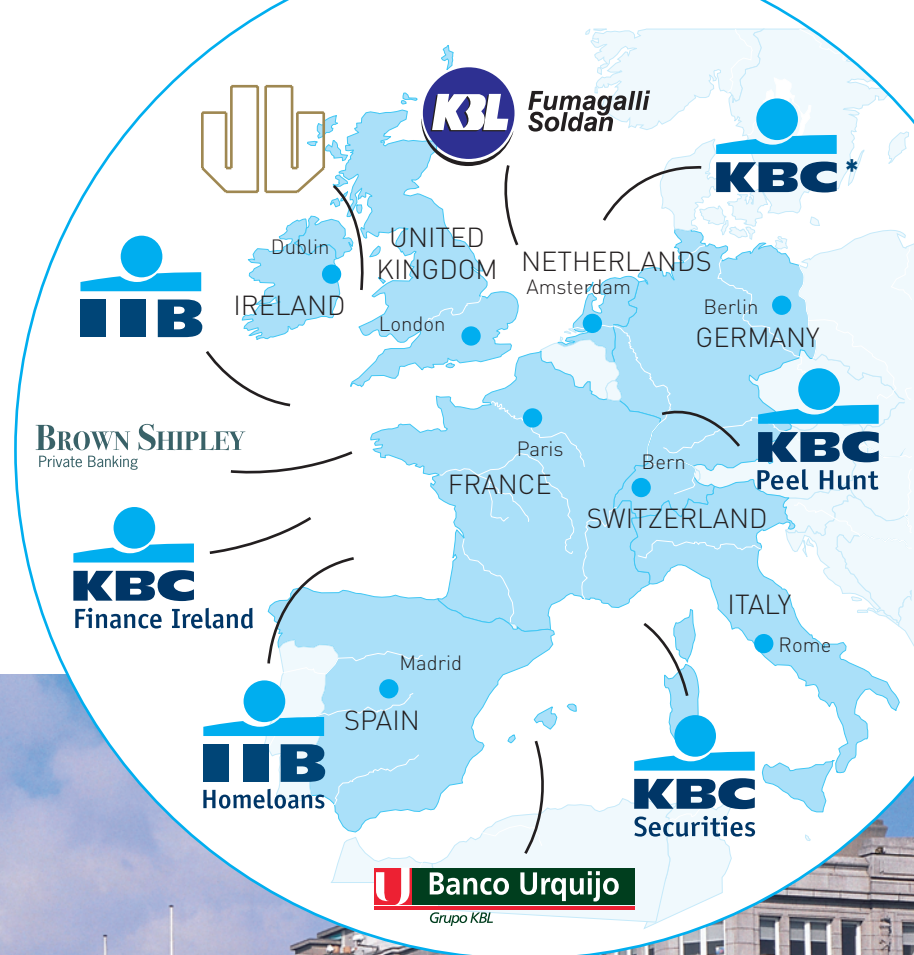 KBL
Fumagalli
Soldan
KBC*
Dublin
UNITED
KINGDOM
NETHERLANDS
Amsterdam
IRELAND
IIB
London
Berlin
GERMANY
BROWN SHIPLEY
Private Banking
Paris
KBC
Peel Hunt
Bern
FRANCE
SWITZERLAND
KBC
Finance Ireland
ITALY
Rome
Madrid
SPAIN
IIB
Homeloans
KBC
Securities
U Banco Urquijo
Grupo KBL